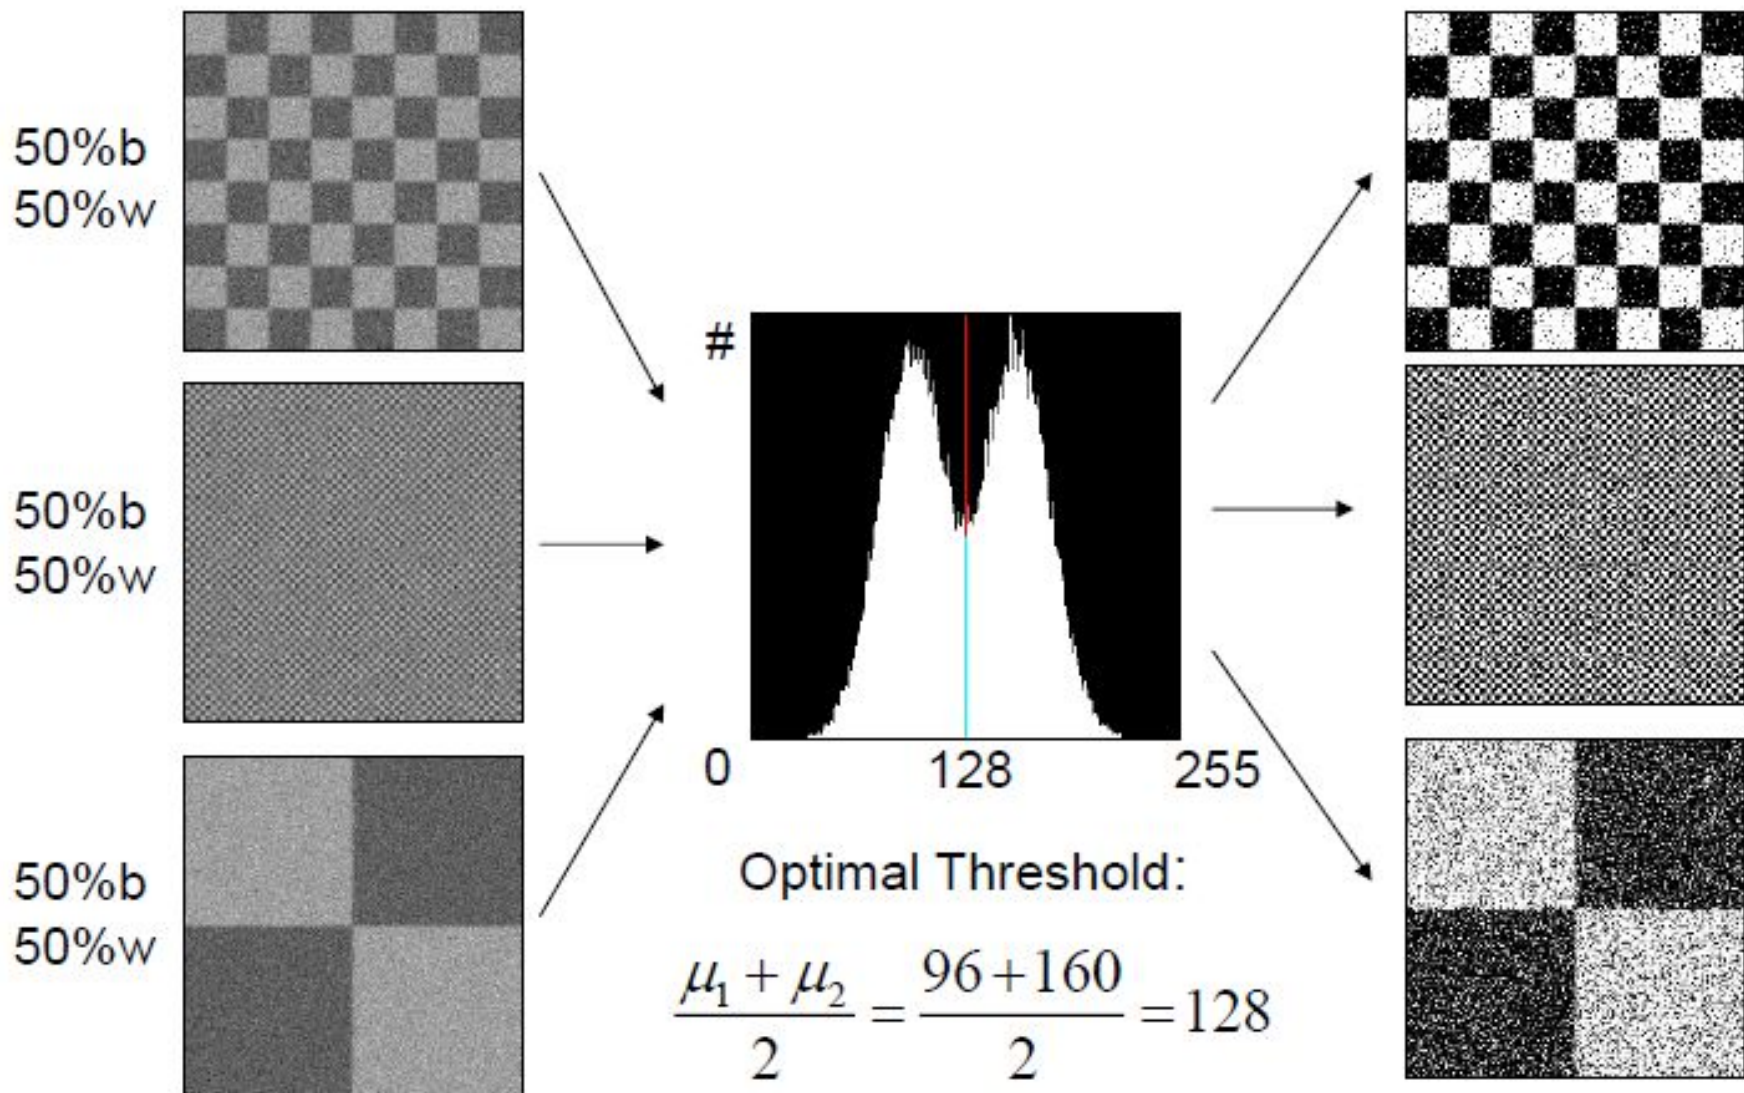 50%b
50%w
50%b
50%w
50%b
50%w
#
0 128 255
Optimal Threshold:
μ₁ + μ₂ / 2 = 96 + 160 / 2 = 128